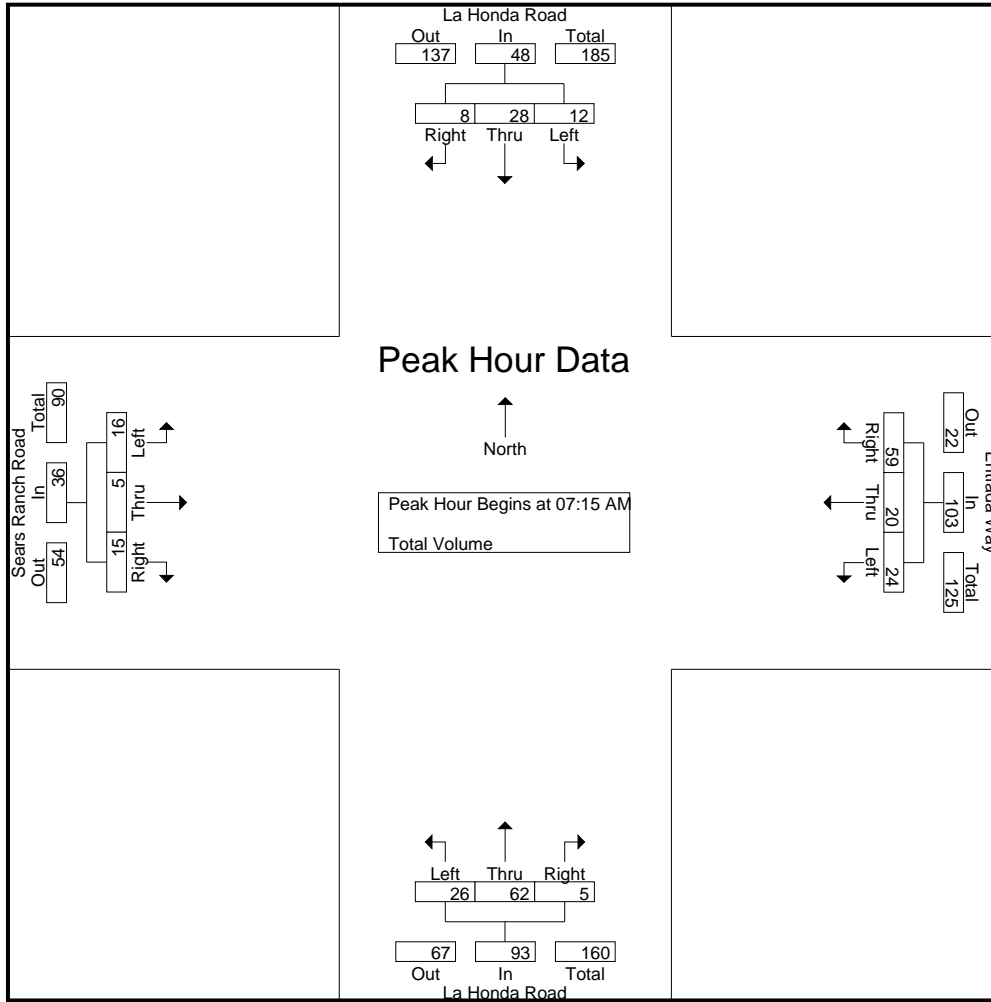 La Honda Road
Out In Total
137 48 185
8 28 12
Right Thru Left
Peak Hour Data
North
Peak Hour Begins at 07:15 AM
Total Volume
Sears Ranch Road
Out In Total
54 36 90
15 5 16
Right Thru Left
Entrada Way
Out In Total
22 103 125
59 20 24
Right Thru Left
Left Thru Right
26 62 5
67 93 160
Out In Total
La Honda Road